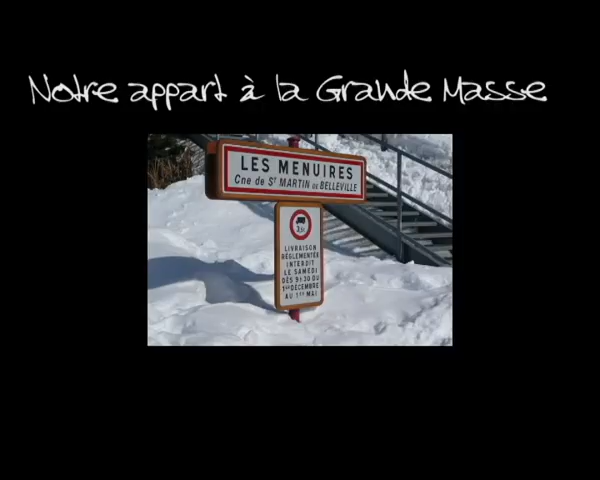 Notre appart à la Grande Masse
LES MENUIRES
Cne de St MARTIN DE BELLEVILLE
3,5t
LIVRAISON
RÈGLEMENTÉE
INTERDIT
LE SAMEDI
DÈS 9H30 DU
1ER DÉCEMBRE
AU 1ER MAI